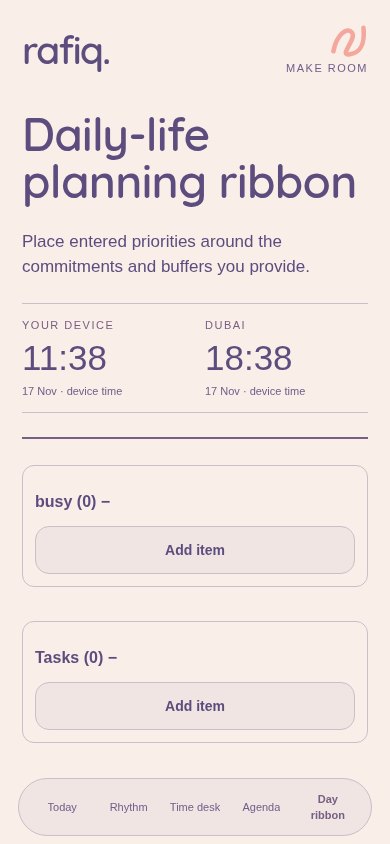 rafiq.
MAKE ROOM
Daily-life
planning ribbon
Place entered priorities around the
commitments and buffers you provide.
YOUR DEVICE
11:38
17 Nov · device time
DUBAI
18:38
17 Nov · device time
busy (0) –
Add item
Tasks (0) –
Add item
Today
Rhythm
Time desk
Agenda
Day
ribbon